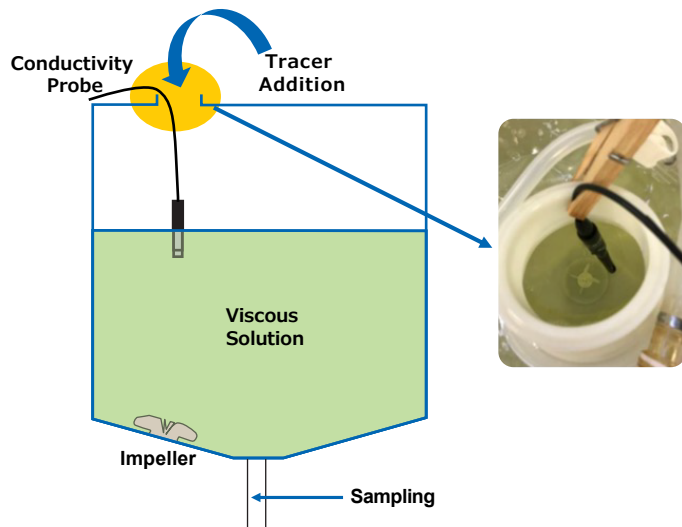 Conductivity
Probe
Tracer
Addition
Viscous
Solution
Impeller
Sampling